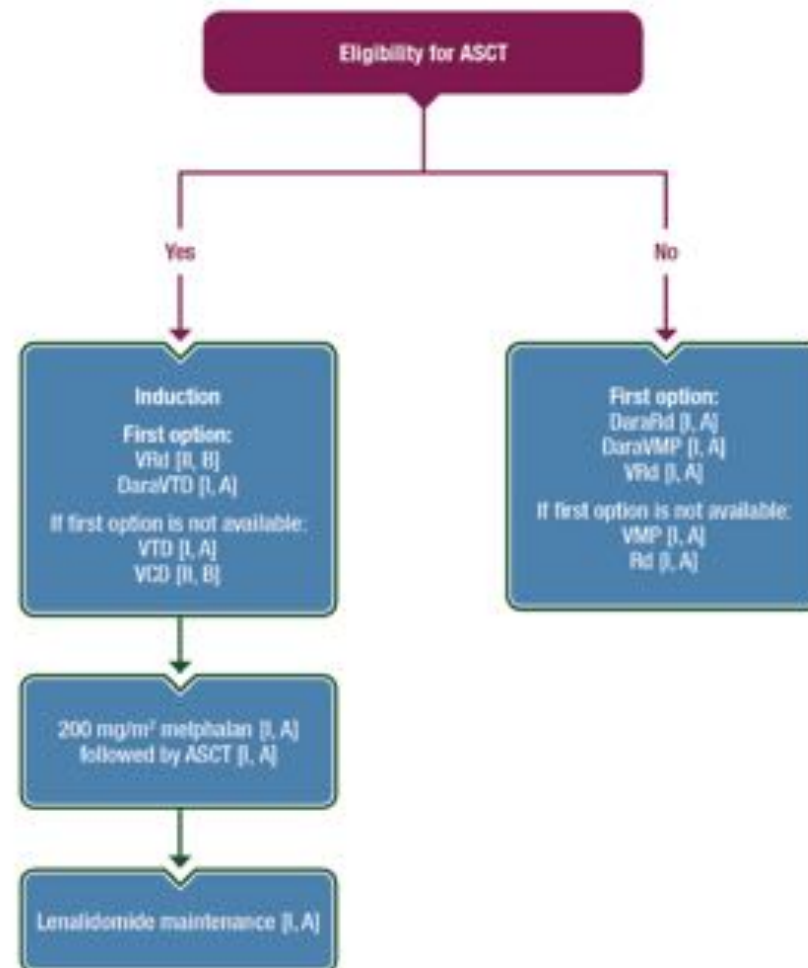 Eligibility for ASCT
Yes
No
Induction
First option:
VRd [II, B]
DaraVTD [I, A]
If first option is not available:
VTD [I, A]
VCD [II, B]
First option:
DaraRd [I, A]
DaraVMP [I, A]
VRd [I, A]
If first option is not available:
VMP [I, A]
Rd [I, A]
200 mg/m² melphalan [I, A]
followed by ASCT [I, A]
Lenalidomide maintenance [I, A]